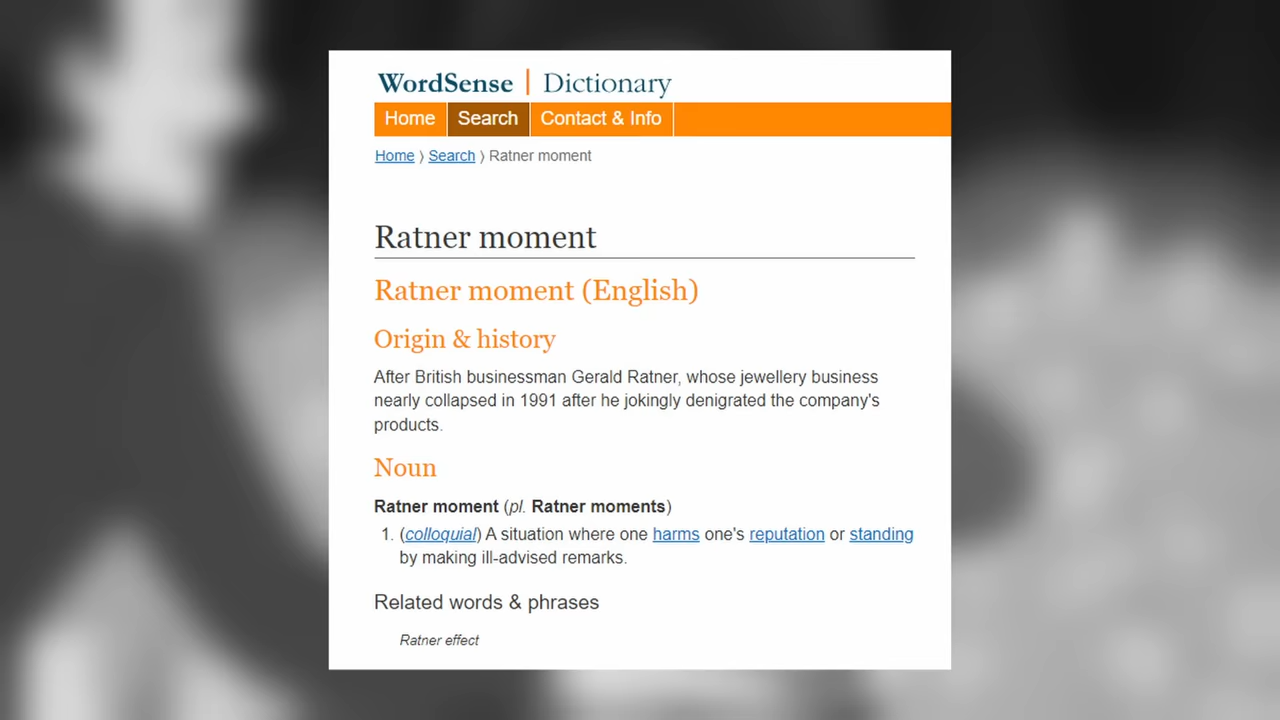 WordSense | Dictionary
Home Search Contact & Info
Home 〉 Search 〉 Ratner moment
Ratner moment
Ratner moment (English)
Origin & history
After British businessman Gerald Ratner, whose jewellery business
nearly collapsed in 1991 after he jokingly denigrated the company's
products.
Noun
Ratner moment (pl. Ratner moments)
1. (colloquial) A situation where one harms one's reputation or standing
by making ill-advised remarks.
Related words & phrases
Ratner effect